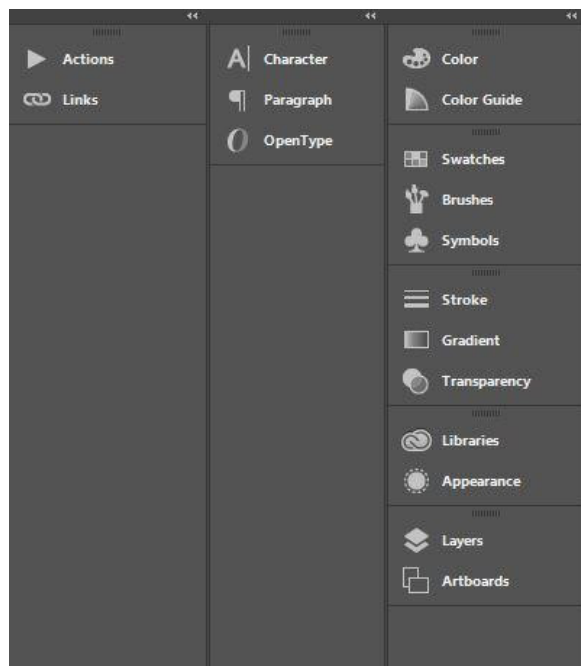 Actions
Links
Character
Paragraph
OpenType
Color
Color Guide
Swatches
Brushes
Symbols
Stroke
Gradient
Transparency
Libraries
Appearance
Layers
Artboards